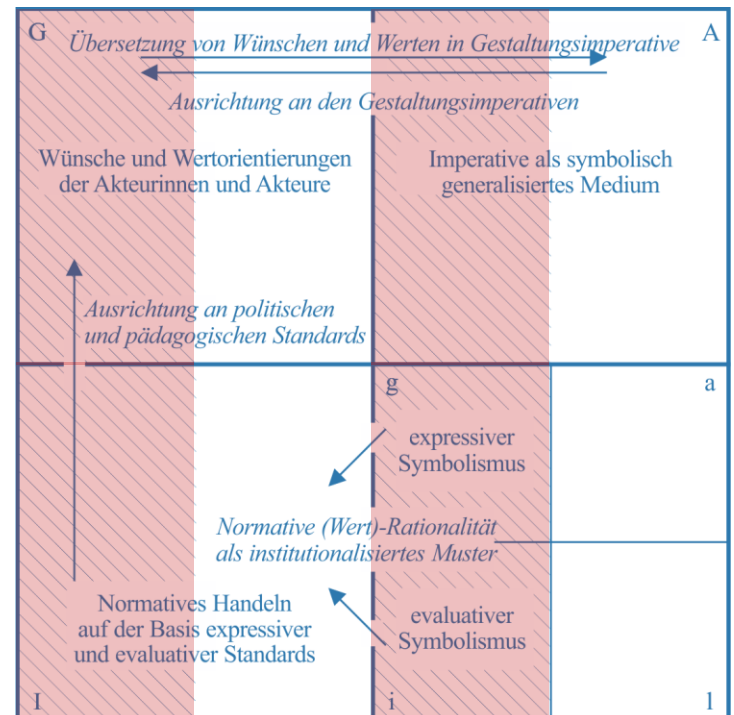 G
A
Übersetzung von Wünschen und Werten in Gestaltungsimperative
Ausrichtung an den Gestaltungsimperativen
Wünsche und Wertorientierungen
der Akteurinnen und Akteure
Imperative als symbolisch
generalisiertes Medium
Ausrichtung an politischen
und pädagogischen Standards
g
a
expressiver
Symbolismus
Normative (Wert)-Rationalität
als institutionalisiertes Muster
Normatives Handeln
auf der Basis expressiver
und evaluativer Standards
evaluativer
Symbolismus
I
i
l